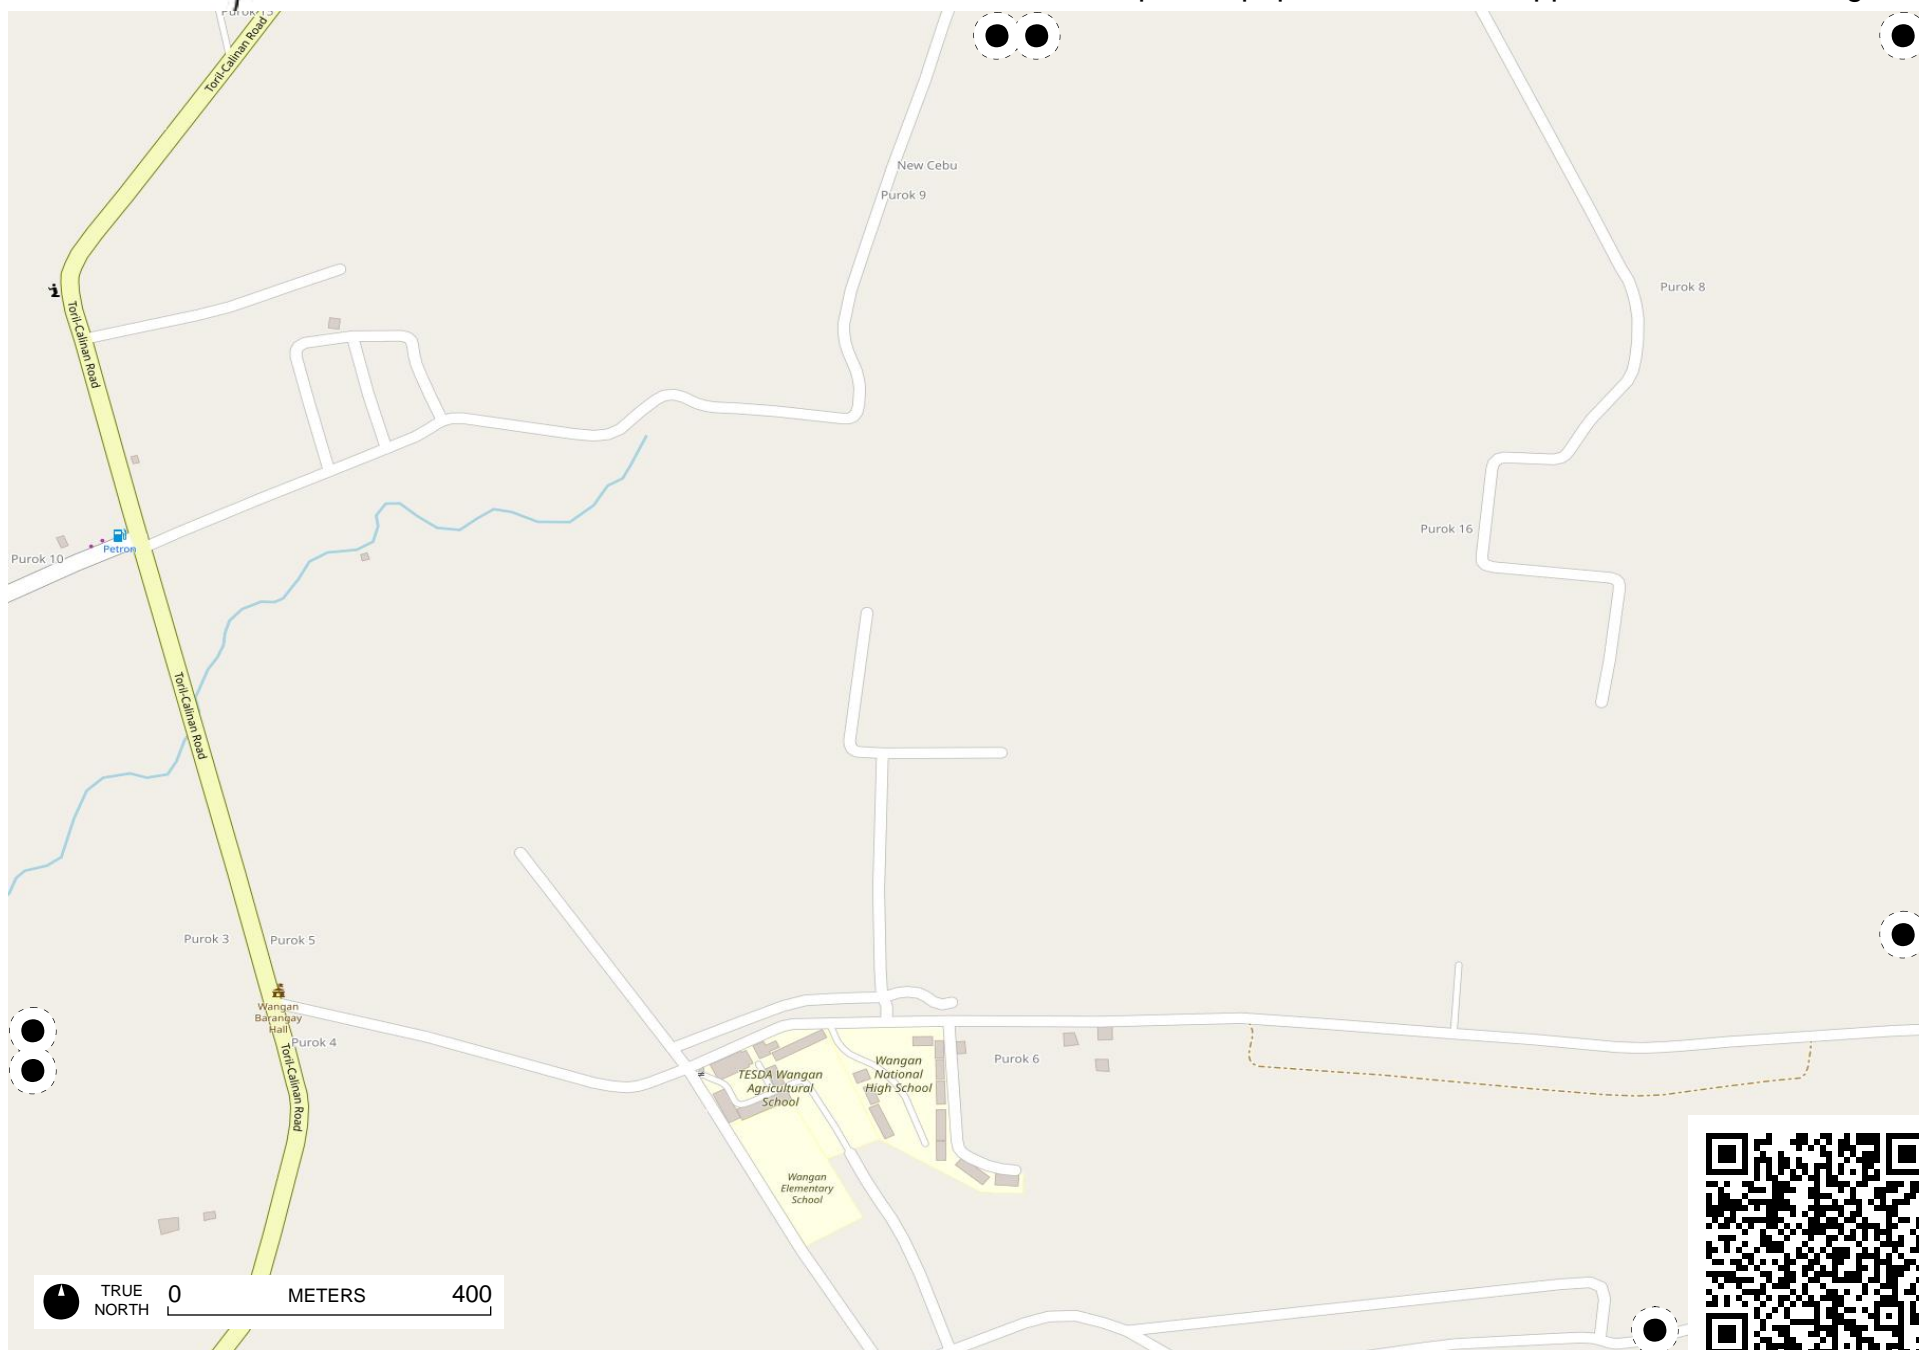 Toril-Calinan Road
New Cebu
Purok 9
Purok 8
Toril-Calinan Road
Purok 16
Petron
Purok 10
Toril-Calinan Road
Purok 3
Purok 5
Wangan
Barangay
Hall
Purok 4
Toril-Calinan Road
TESDA Wangan
Agricultural
School
Wangan
National
High School
Purok 6
Wangan
Elementary
School
TRUE
NORTH
0
METERS
400